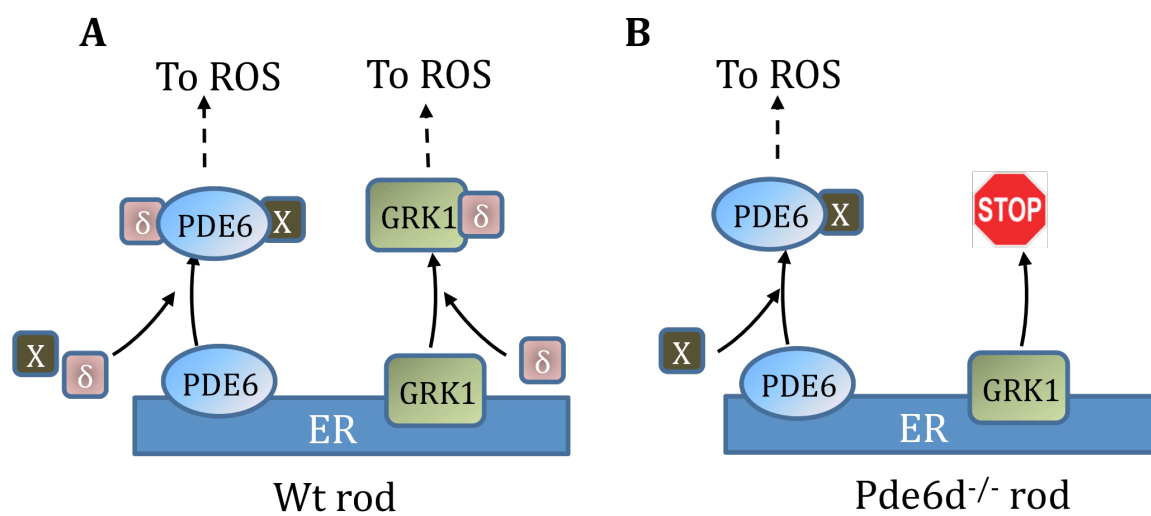 A
B
To ROS
To ROS
To ROS
δ
PDE6
X
GRK1
δ
PDE6
X
STOP
X
δ
δ
X
PDE6
GRK1
PDE6
GRK1
ER
ER
Wt rod
Pde6d-/- rod